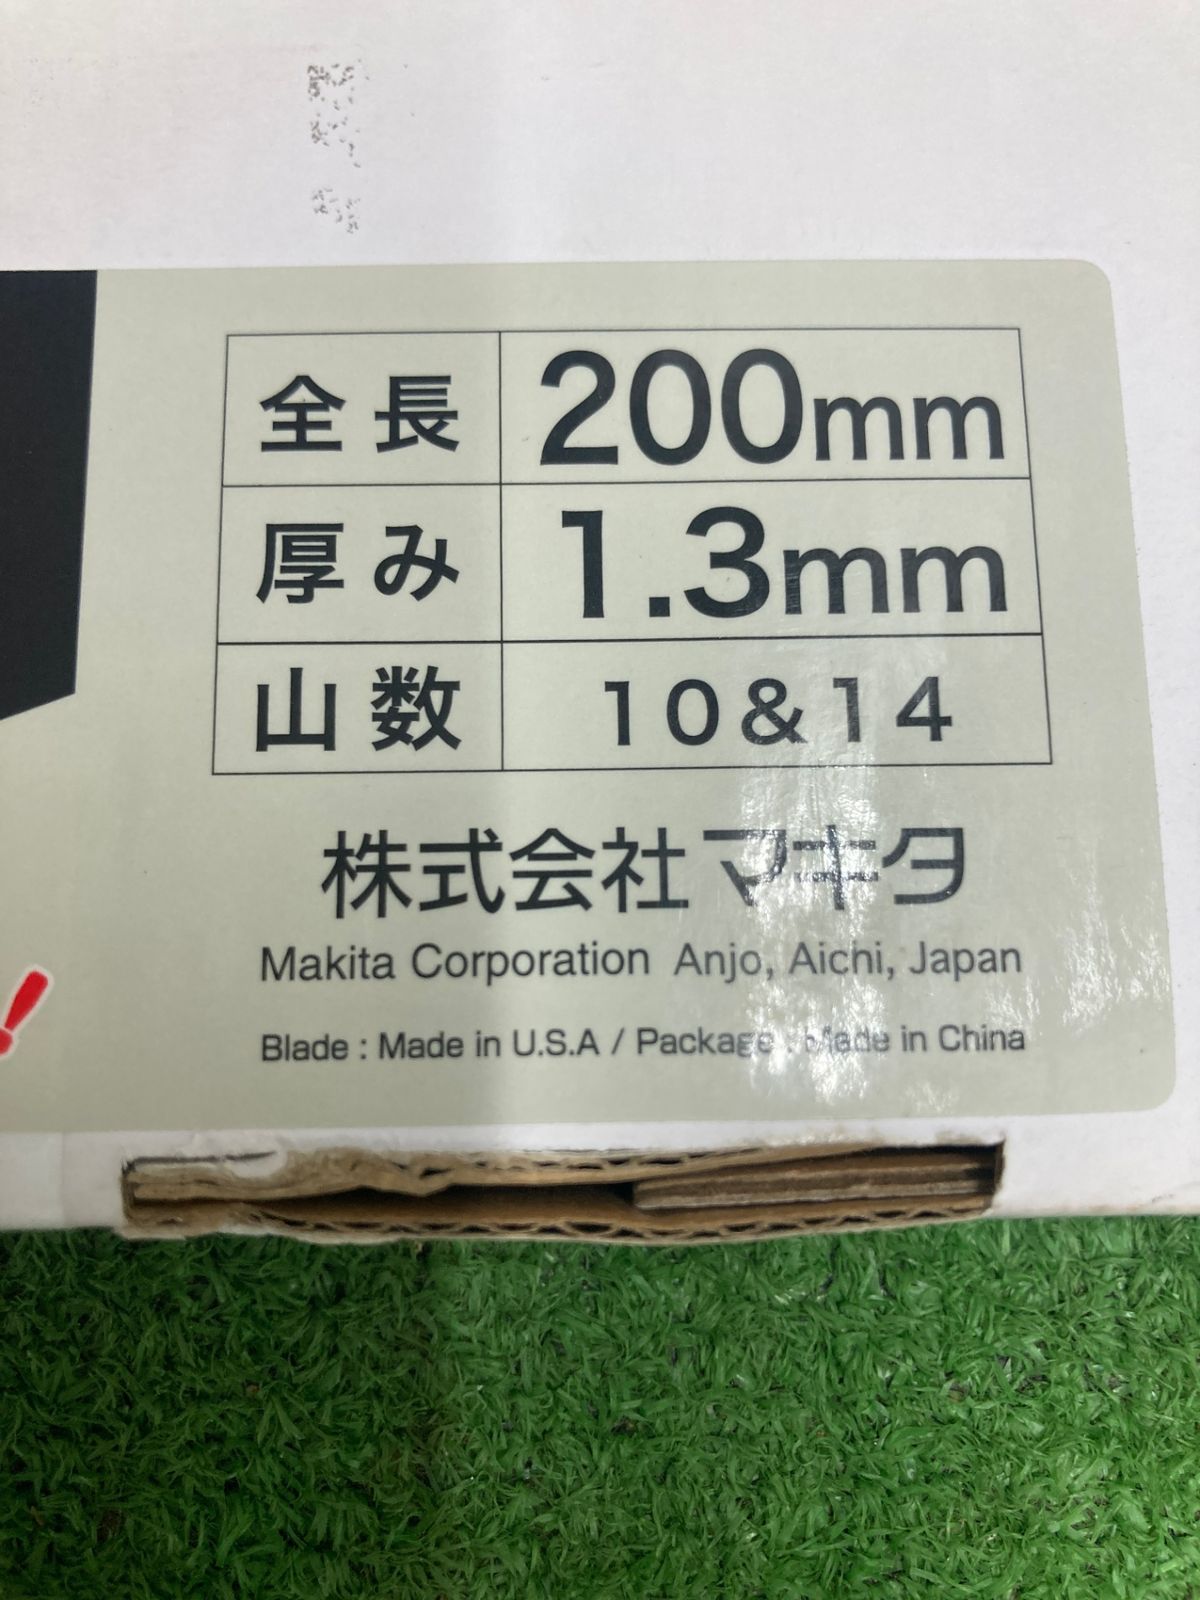 全長 200mm
厚み 1.3mm
山数 10&14
株式会社マキタ
Makita Corporation Anjo, Aichi, Japan
Blade : Made in U.S.A / Package : Made in China
!